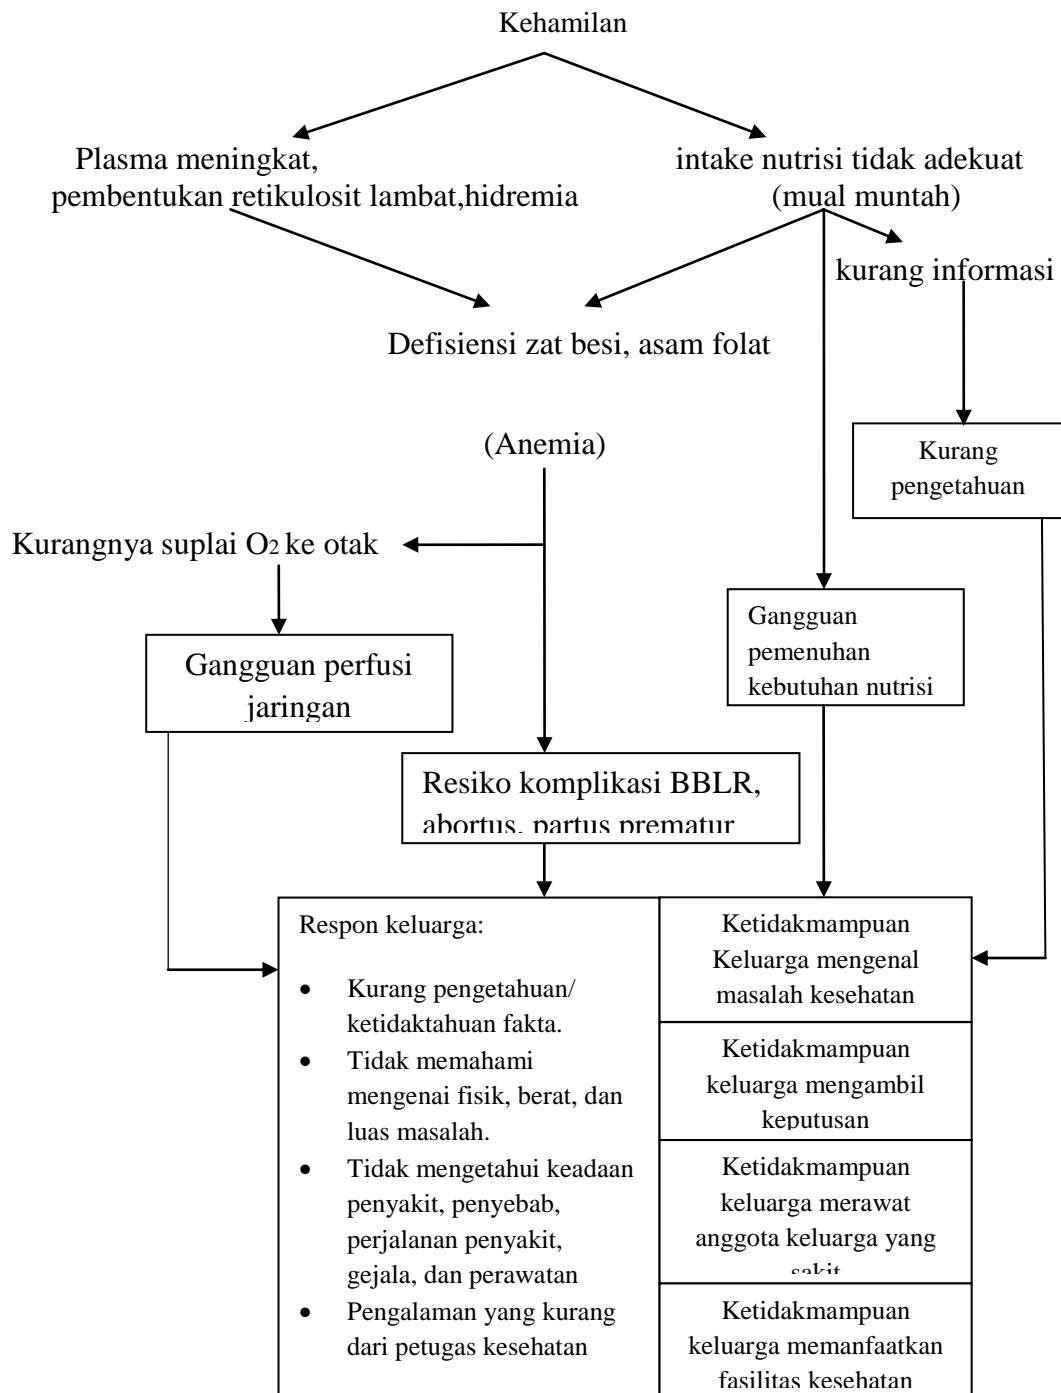 Kehamilan
Plasma meningkat,
pembentukan retikulosit lambat,hidremia
intake nutrisi tidak adekuat
(mual muntah)
kurang informasi
Defisiensi zat besi, asam folat
(Anemia)
Kurang
pengetahuan
Kurangnya suplai O2 ke otak
Gangguan perfusi
jaringan
Gangguan
pemenuhan
kebutuhan nutrisi
Resiko komplikasi BBLR,
abortus, partus prematur
Respon keluarga:
• Kurang pengetahuan/
ketidaktahuan fakta.
• Tidak memahami
mengenai fisik, berat, dan
luas masalah.
• Tidak mengetahui keadaan
penyakit, penyebab,
perjalanan penyakit,
gejala, dan perawatan
• Pengalaman yang kurang
dari petugas kesehatan
Ketidakmampuan
Keluarga mengenal
masalah kesehatan
Ketidakmampuan
keluarga mengambil
keputusan
Ketidakmampuan
keluarga merawat
anggota keluarga yang
sakit
Ketidakmampuan
keluarga memanfaatkan
fasilitas kesehatan